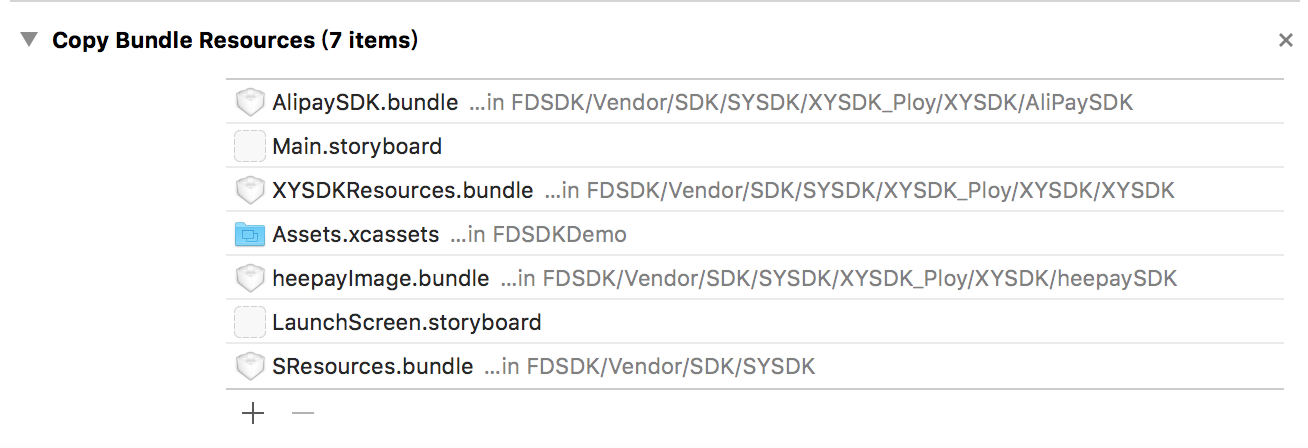 Copy Bundle Resources (7 items)
AlipaySDK.bundle ...in FDSDK/Vendor/SDK/SYSDK/XYSDK_Ploy/XYSDK/AliPaySDK
Main.storyboard
XYSDKResources.bundle ...in FDSDK/Vendor/SDK/SYSDK/XYSDK_Ploy/XYSDK/XYSDK
Assets.xcassets ...in FDSDKDemo
heepayImage.bundle ...in FDSDK/Vendor/SDK/SYSDK/XYSDK_Ploy/XYSDK/heepaySDK
LaunchScreen.storyboard
SResources.bundle ...in FDSDK/Vendor/SDK/SYSDK